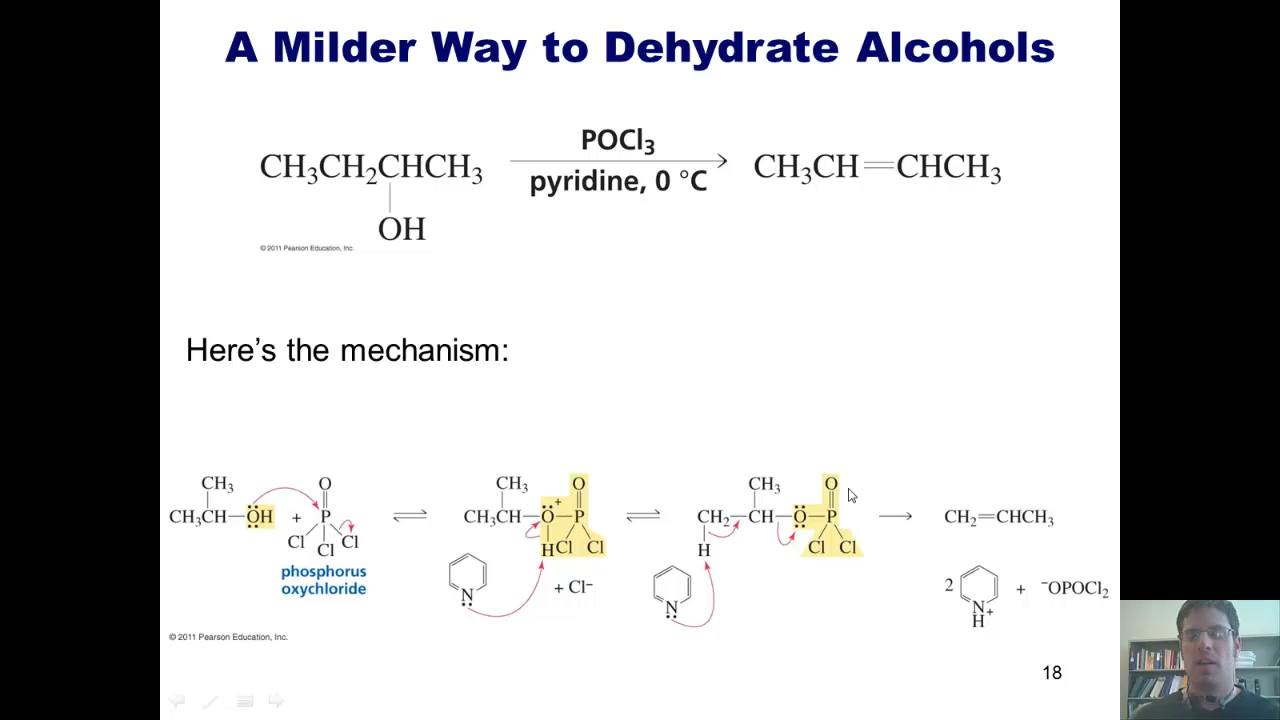 A Milder Way to Dehydrate Alcohols
POCl₃
CH₃CH₂CHCH₃ CH₃CH=CHCH₃
pyridine, 0 °C
OH
© 2011 Pearson Education, Inc.
Here’s the mechanism:
CH₃ O CH₃ O CH₃ O
CH₃CH—OH + P CH₃CH—O⁺—P CH₂—CH—O—P CH₂=CHCH₃
Cl Cl Cl H Cl Cl H Cl Cl
phosphorus
oxychloride + Cl⁻ 2 + ⁻OPOCl₂
N N N⁺
H
© 2011 Pearson Education, Inc.
18